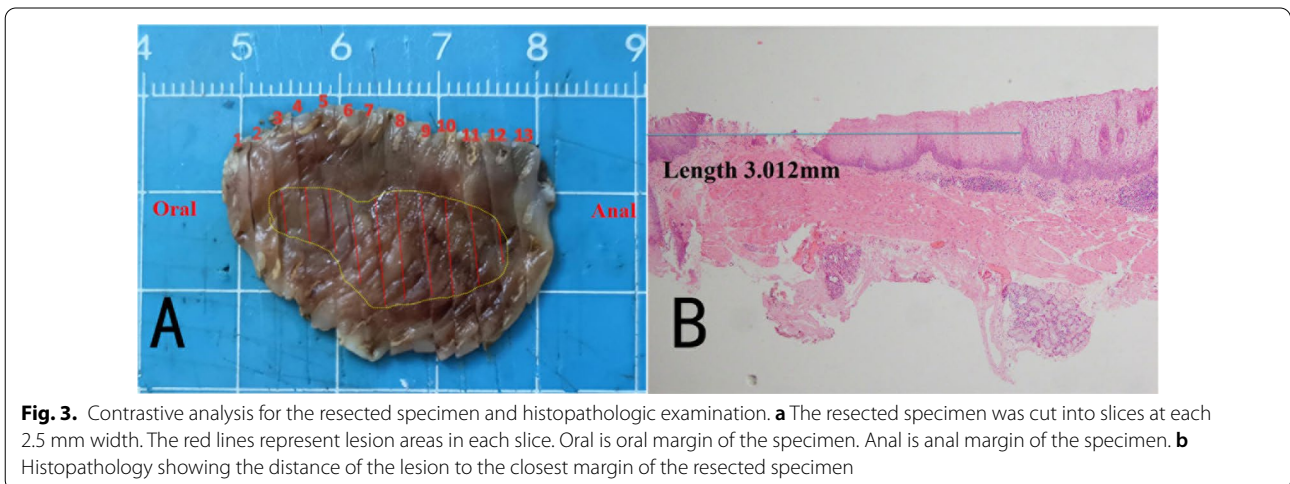 4 5 6 7 8 9
1 2 3 4 5 6 7 8 9 10 11 12 13
Oral
Anal
A
Length 3.012mm
B
Fig. 3. Contrastive analysis for the resected specimen and histopathologic examination. a The resected specimen was cut into slices at each
2.5 mm width. The red lines represent lesion areas in each slice. Oral is oral margin of the specimen. Anal is anal margin of the specimen. b
Histopathology showing the distance of the lesion to the closest margin of the resected specimen